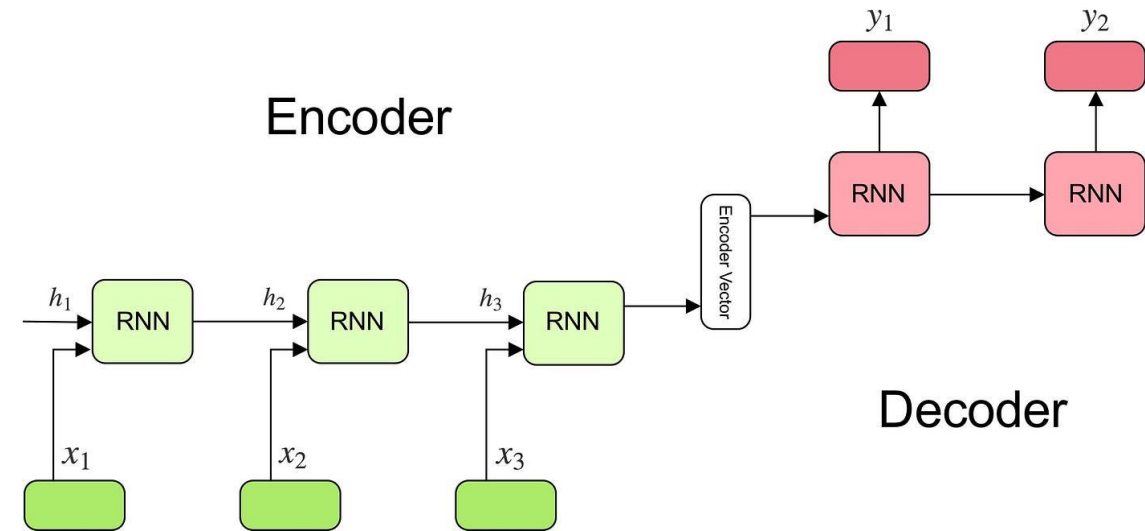 y₁
y₂
Encoder
RNN
RNN
Encoder Vector
h₁
RNN
h₂
RNN
h₃
RNN
Decoder
x₁
x₂
x₃